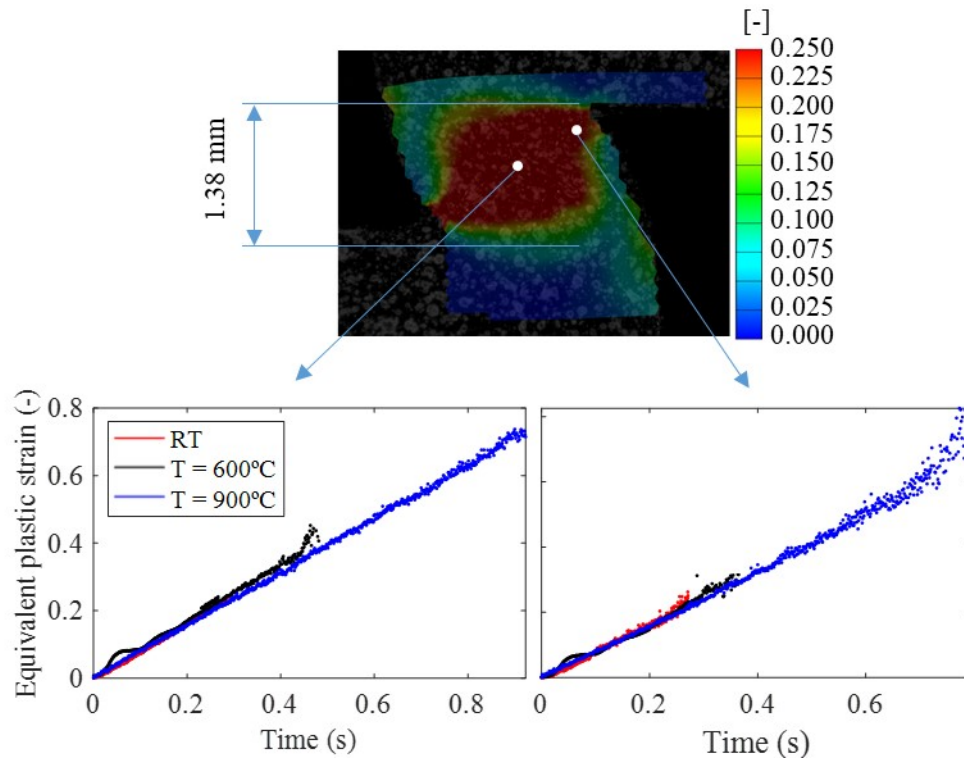 [-]
0.250
0.225
0.200
0.175
0.150
0.125
0.100
0.075
0.050
0.025
0.000
1.38 mm
Equivalent plastic strain (-)
0.8
0.6
0.4
0.2
0
RT
T = 600ºC
T = 900ºC
0 0.2 0.4 0.6 0.8
Time (s)
0 0.2 0.4 0.6
Time (s)